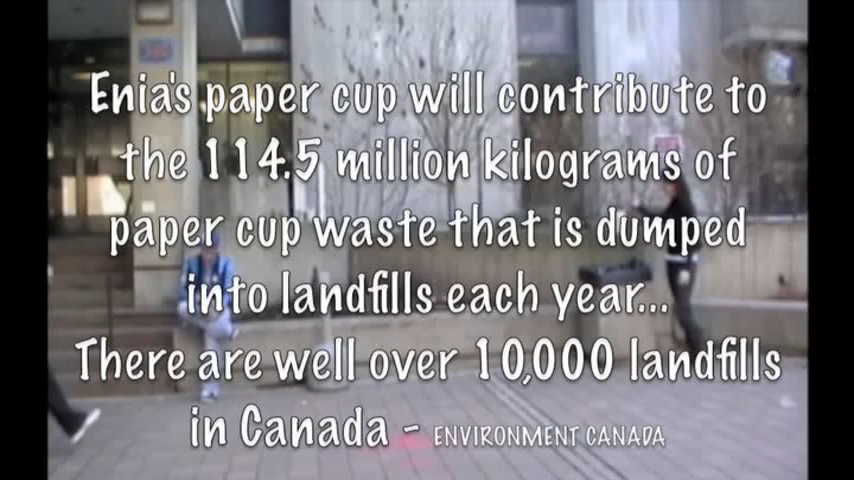 Enia's paper cup will contribute to
the 114.5 million kilograms of
paper cup waste that is dumped
into landfills each year...
There are well over 10,000 landfills
in Canada - ENVIRONMENT CANADA